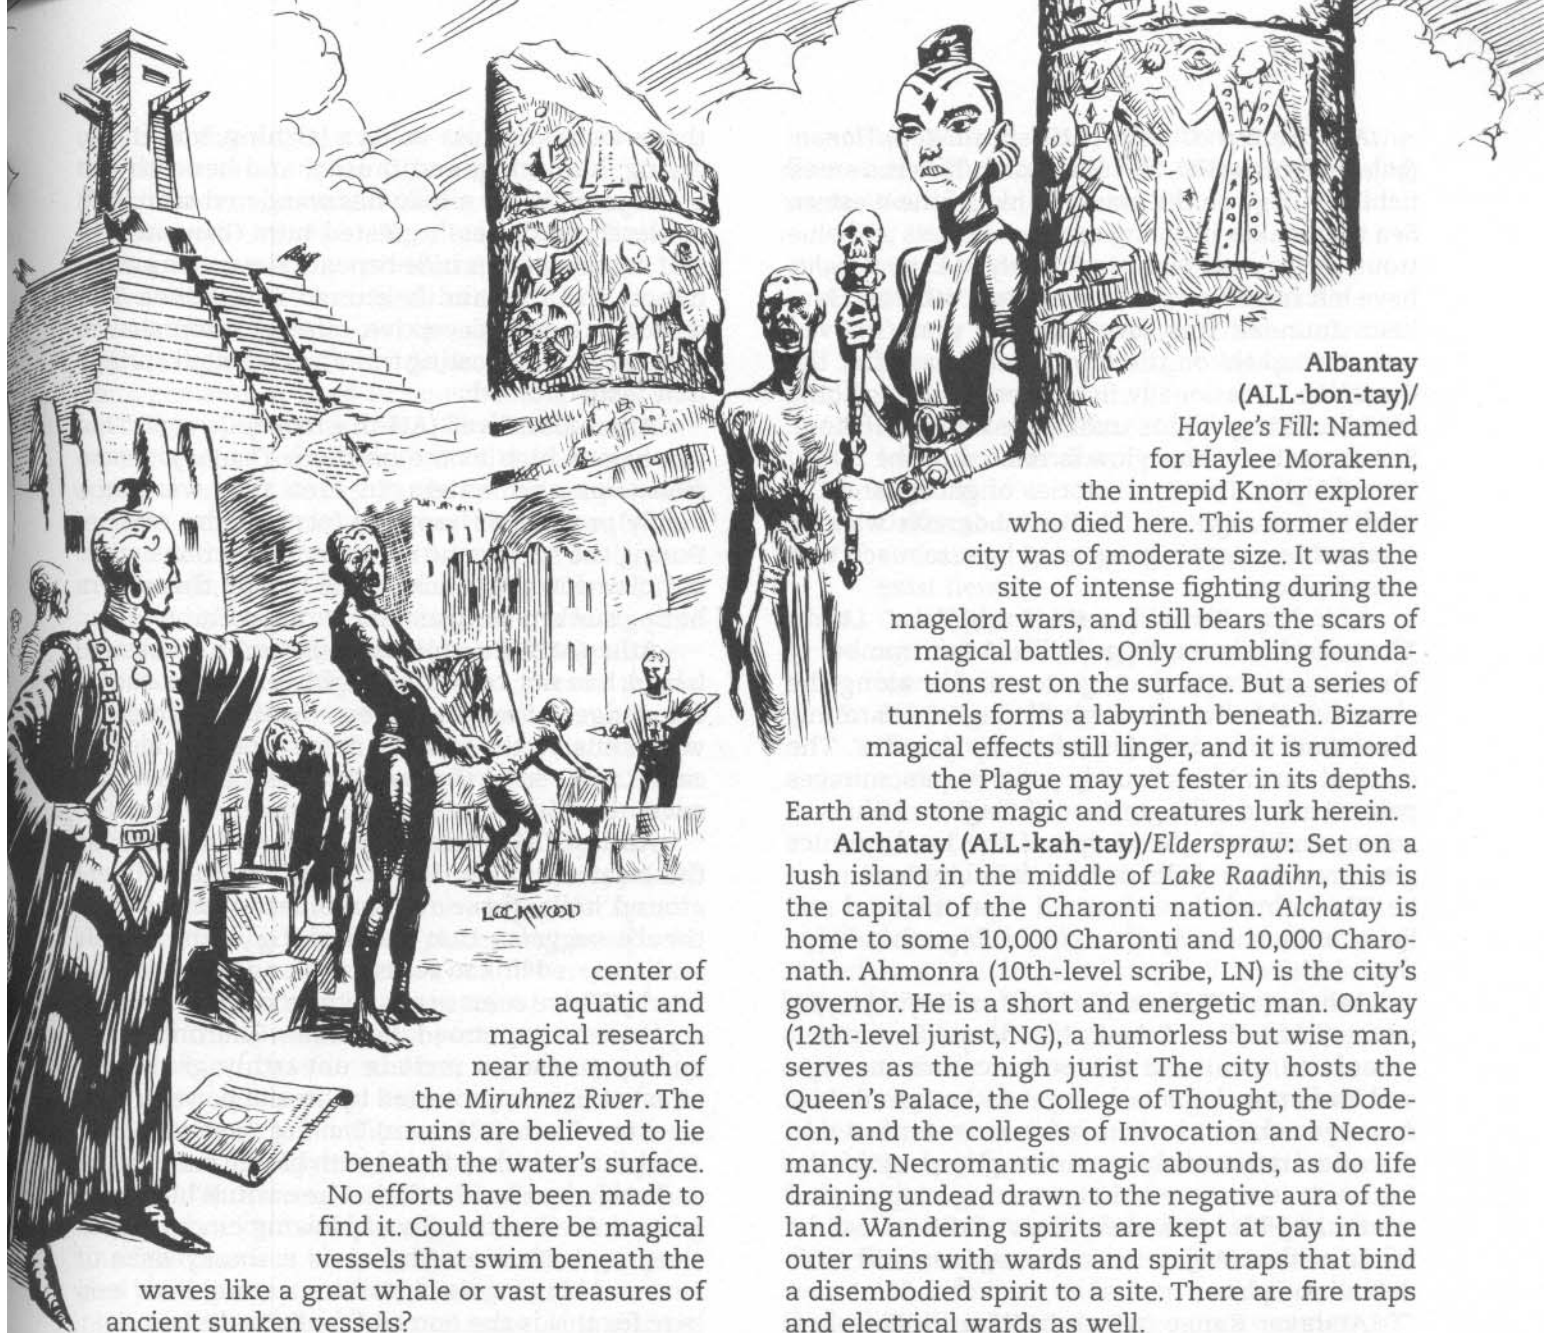 LOCKWOOD
center of
aquatic and
magical research
near the mouth of
the Miruhnez River. The
ruins are believed to lie
beneath the water's surface.
No efforts have been made to
find it. Could there be magical
vessels that swim beneath the
waves like a great whale or vast treasures of
ancient sunken vessels?
Albantay
(ALL-bon-tay)/
Haylee's Fill: Named
for Haylee Morakenn,
the intrepid Knorr explorer
who died here. This former elder
city was of moderate size. It was the
site of intense fighting during the
magelord wars, and still bears the scars of
magical battles. Only crumbling founda-
tions rest on the surface. But a series of
tunnels forms a labyrinth beneath. Bizarre
magical effects still linger, and it is rumored
the Plague may yet fester in its depths.
Earth and stone magic and creatures lurk herein.
Alchatay (ALL-kah-tay)/Elderspraw: Set on a
lush island in the middle of Lake Raadihn, this is
the capital of the Charonti nation. Alchatay is
home to some 10,000 Charonti and 10,000 Charo-
nath. Ahmonra (10th-level scribe, LN) is the city's
governor. He is a short and energetic man. Onkay
(12th-level jurist, NG), a humorless but wise man,
serves as the high jurist The city hosts the
Queen's Palace, the College of Thought, the Dode-
con, and the colleges of Invocation and Necro-
mancy. Necromantic magic abounds, as do life
draining undead drawn to the negative aura of the
land. Wandering spirits are kept at bay in the
outer ruins with wards and spirit traps that bind
a disembodied spirit to a site. There are fire traps
and electrical wards as well.